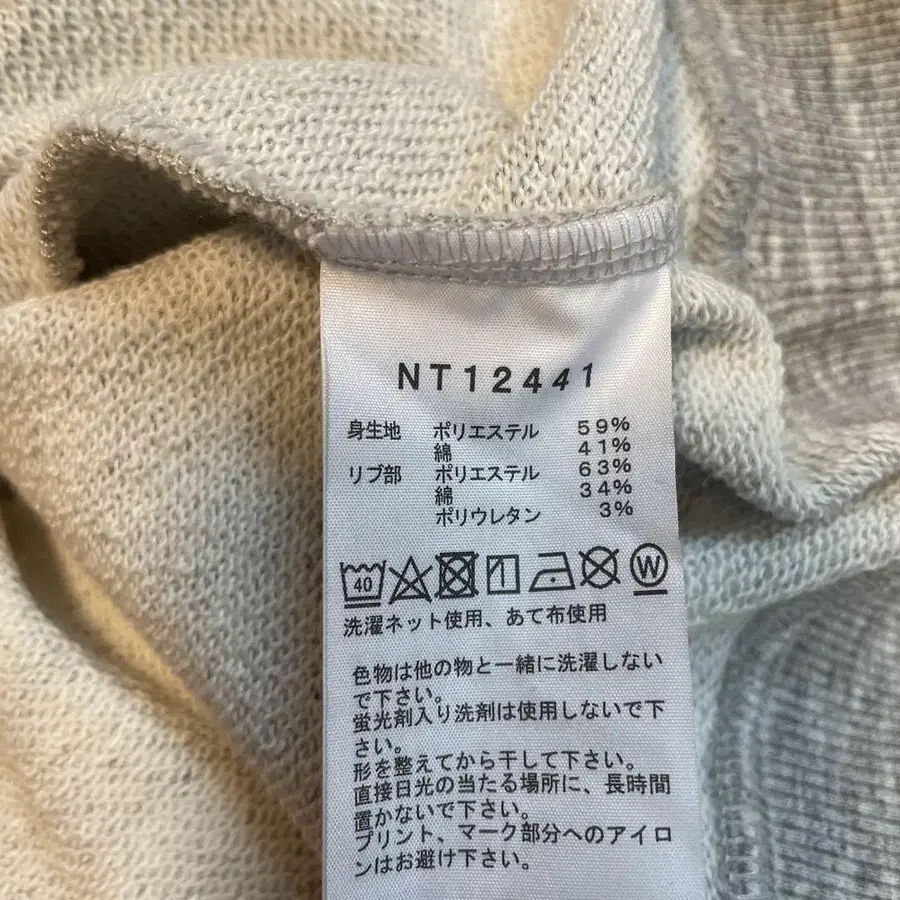 NT12441
身生地 ポリエステル 59%
綿 41%
リブ部 ポリエステル 63%
綿 34%
ポリウレタン 3%
40 W
洗濯ネット使用、あて布使用
色物は他の物と一緒に洗濯しない
で下さい。
蛍光剤入り洗剤は使用しないで下
さい。
形を整えてから干して下さい。
直接日光の当たる場所に、長時間
置かないで下さい。
プリント、マーク部分へのアイロ
ンはお避け下さい。